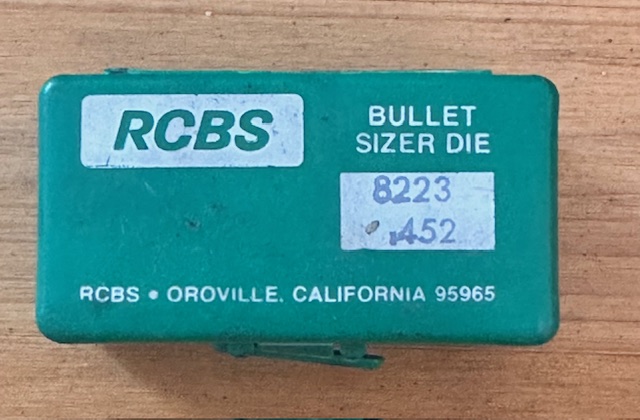 RCBS
BULLET
SIZER DIE
8223
.452
RCBS • OROVILLE, CALIFORNIA 95965